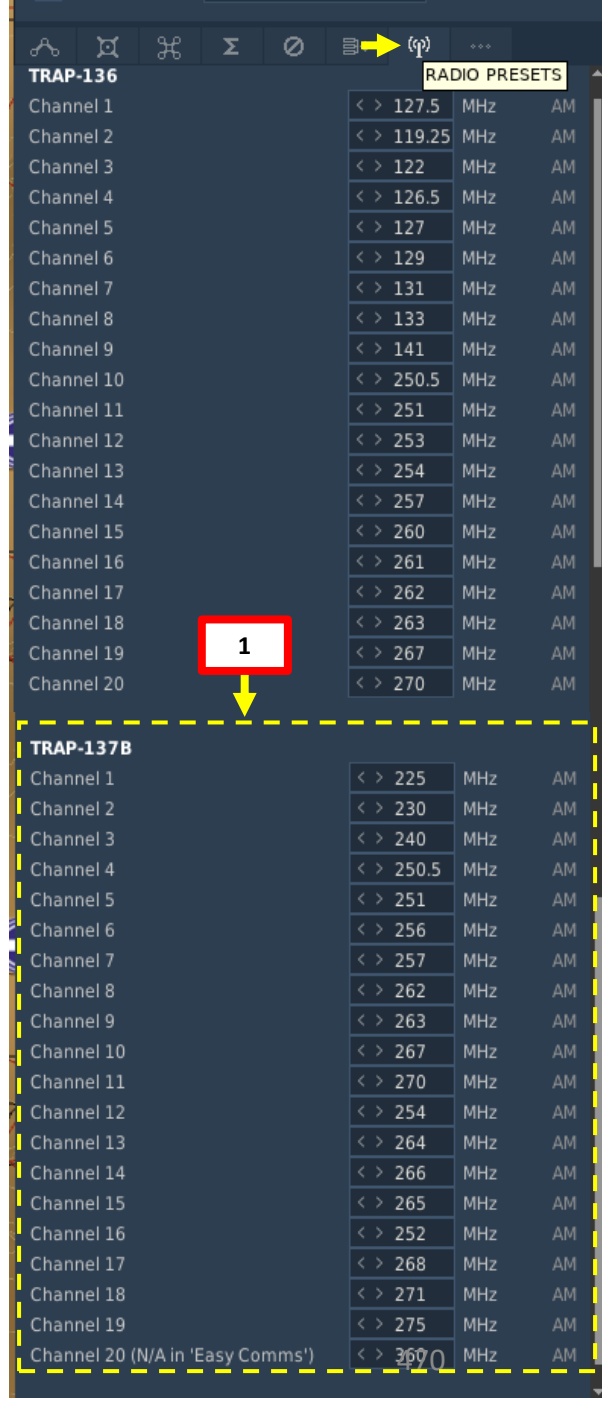 RADIO PRESETS
TRAP-136
Channel 1 < > 127.5 MHz AM
Channel 2 < > 119.25 MHz AM
Channel 3 < > 122 MHz AM
Channel 4 < > 126.5 MHz AM
Channel 5 < > 127 MHz AM
Channel 6 < > 129 MHz AM
Channel 7 < > 131 MHz AM
Channel 8 < > 133 MHz AM
Channel 9 < > 141 MHz AM
Channel 10 < > 250.5 MHz AM
Channel 11 < > 251 MHz AM
Channel 12 < > 253 MHz AM
Channel 13 < > 254 MHz AM
Channel 14 < > 257 MHz AM
Channel 15 < > 260 MHz AM
Channel 16 < > 261 MHz AM
Channel 17 < > 262 MHz AM
Channel 18 < > 263 MHz AM
Channel 19 < > 267 MHz AM
Channel 20 < > 270 MHz AM
1
TRAP-137B
Channel 1 < > 225 MHz AM
Channel 2 < > 230 MHz AM
Channel 3 < > 240 MHz AM
Channel 4 < > 250.5 MHz AM
Channel 5 < > 251 MHz AM
Channel 6 < > 256 MHz AM
Channel 7 < > 257 MHz AM
Channel 8 < > 262 MHz AM
Channel 9 < > 263 MHz AM
Channel 10 < > 267 MHz AM
Channel 11 < > 270 MHz AM
Channel 12 < > 254 MHz AM
Channel 13 < > 264 MHz AM
Channel 14 < > 266 MHz AM
Channel 15 < > 265 MHz AM
Channel 16 < > 252 MHz AM
Channel 17 < > 268 MHz AM
Channel 18 < > 271 MHz AM
Channel 19 < > 275 MHz AM
Channel 20 (N/A in 'Easy Comms') < > MHz AM
470